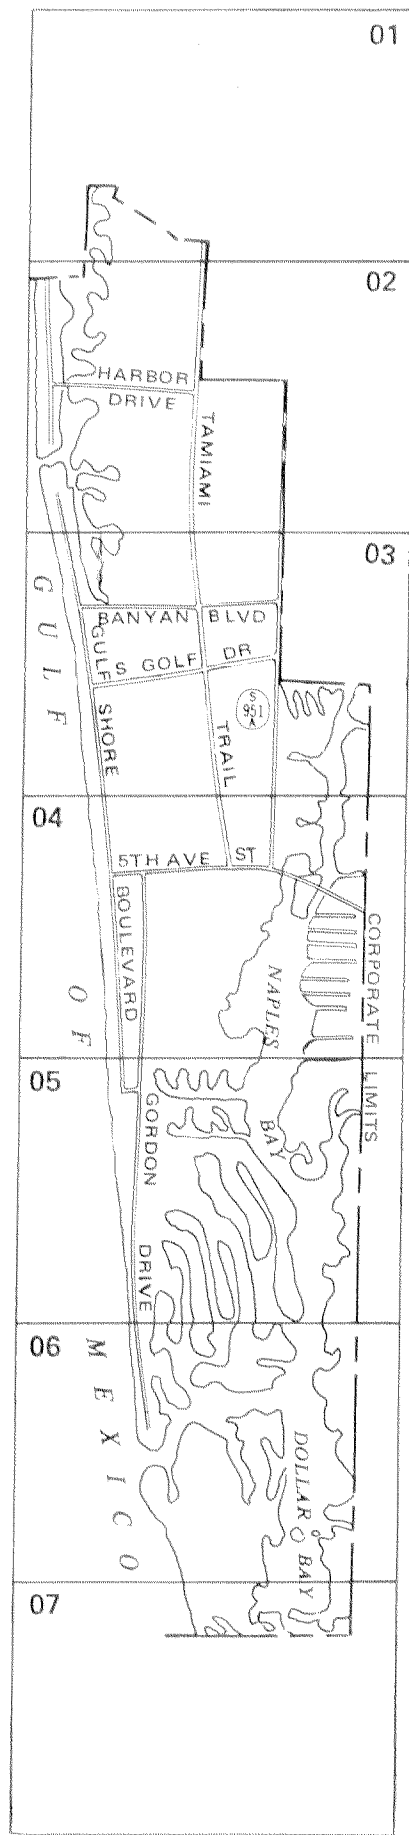 01
02
HARBOR
DRIVE
TAMIAMI
03
GULF
BANYAN BLVD
GULF
S GOLF DR
SHORE
S
951
A
TRAIL
04
5TH AVE ST
BOULEVARD
CORPORATE
LIMITS
NAPLES
BAY
OF
05
GORDON
DRIVE
06
MEXICO
DOLLAR
BAY
07